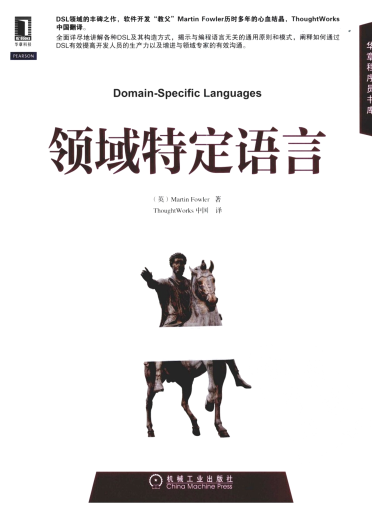 DSL领域的丰碑之作，软件开发“教父”Martin Fowler历时多年的心血结晶，ThoughtWorks
中国翻译。
全面详尽地讲解各种DSL及其构造方式，揭示与编程语言无关的通用原则和模式，阐释如何通过
DSL有效提高开发人员的生产力以及增进与领域专家的有效沟通。
华章科技
PEARSON
华章程序员书库
Domain-Specific Languages
领域特定语言
（英）Martin Fowler 著
ThoughtWorks 中国 译
机械工业出版社
China Machine Press